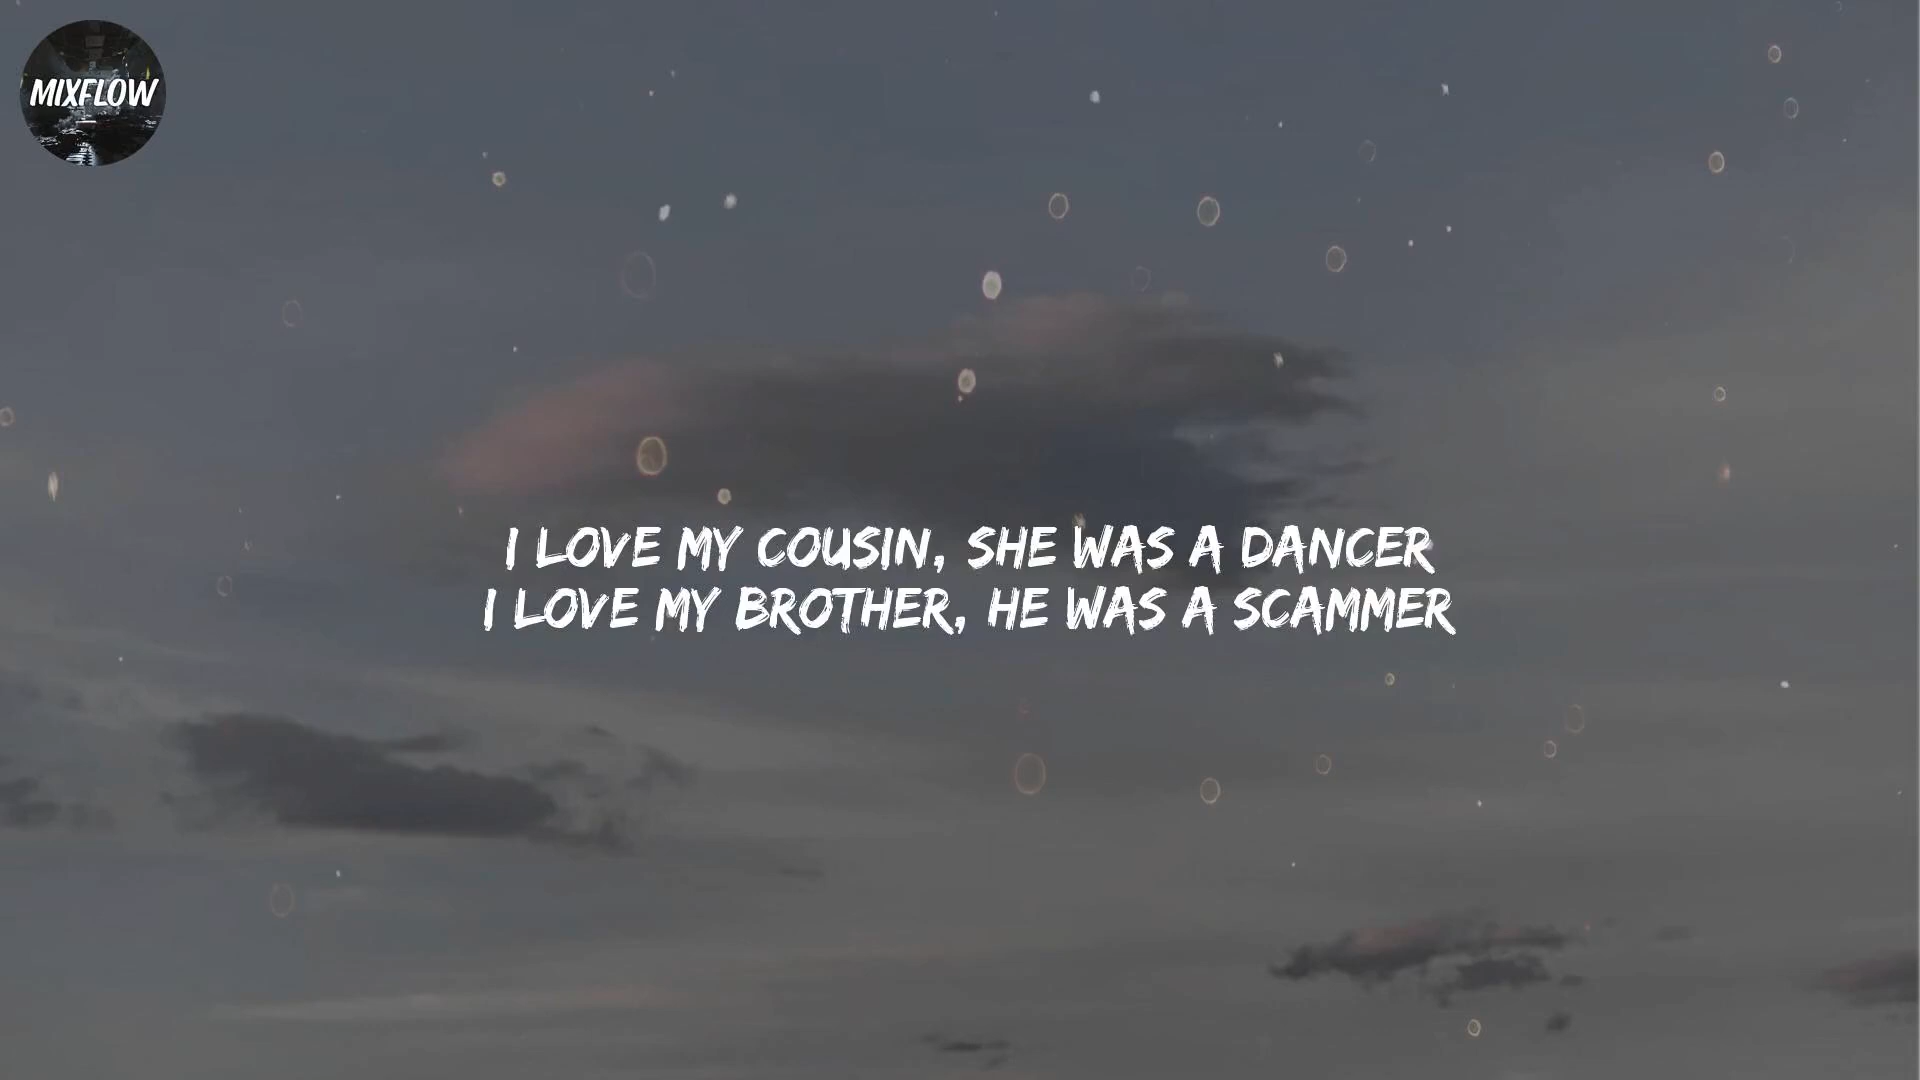 MIXFLOW
I LOVE MY COUSIN, SHE WAS A DANCER
I LOVE MY BROTHER, HE WAS A SCAMMER